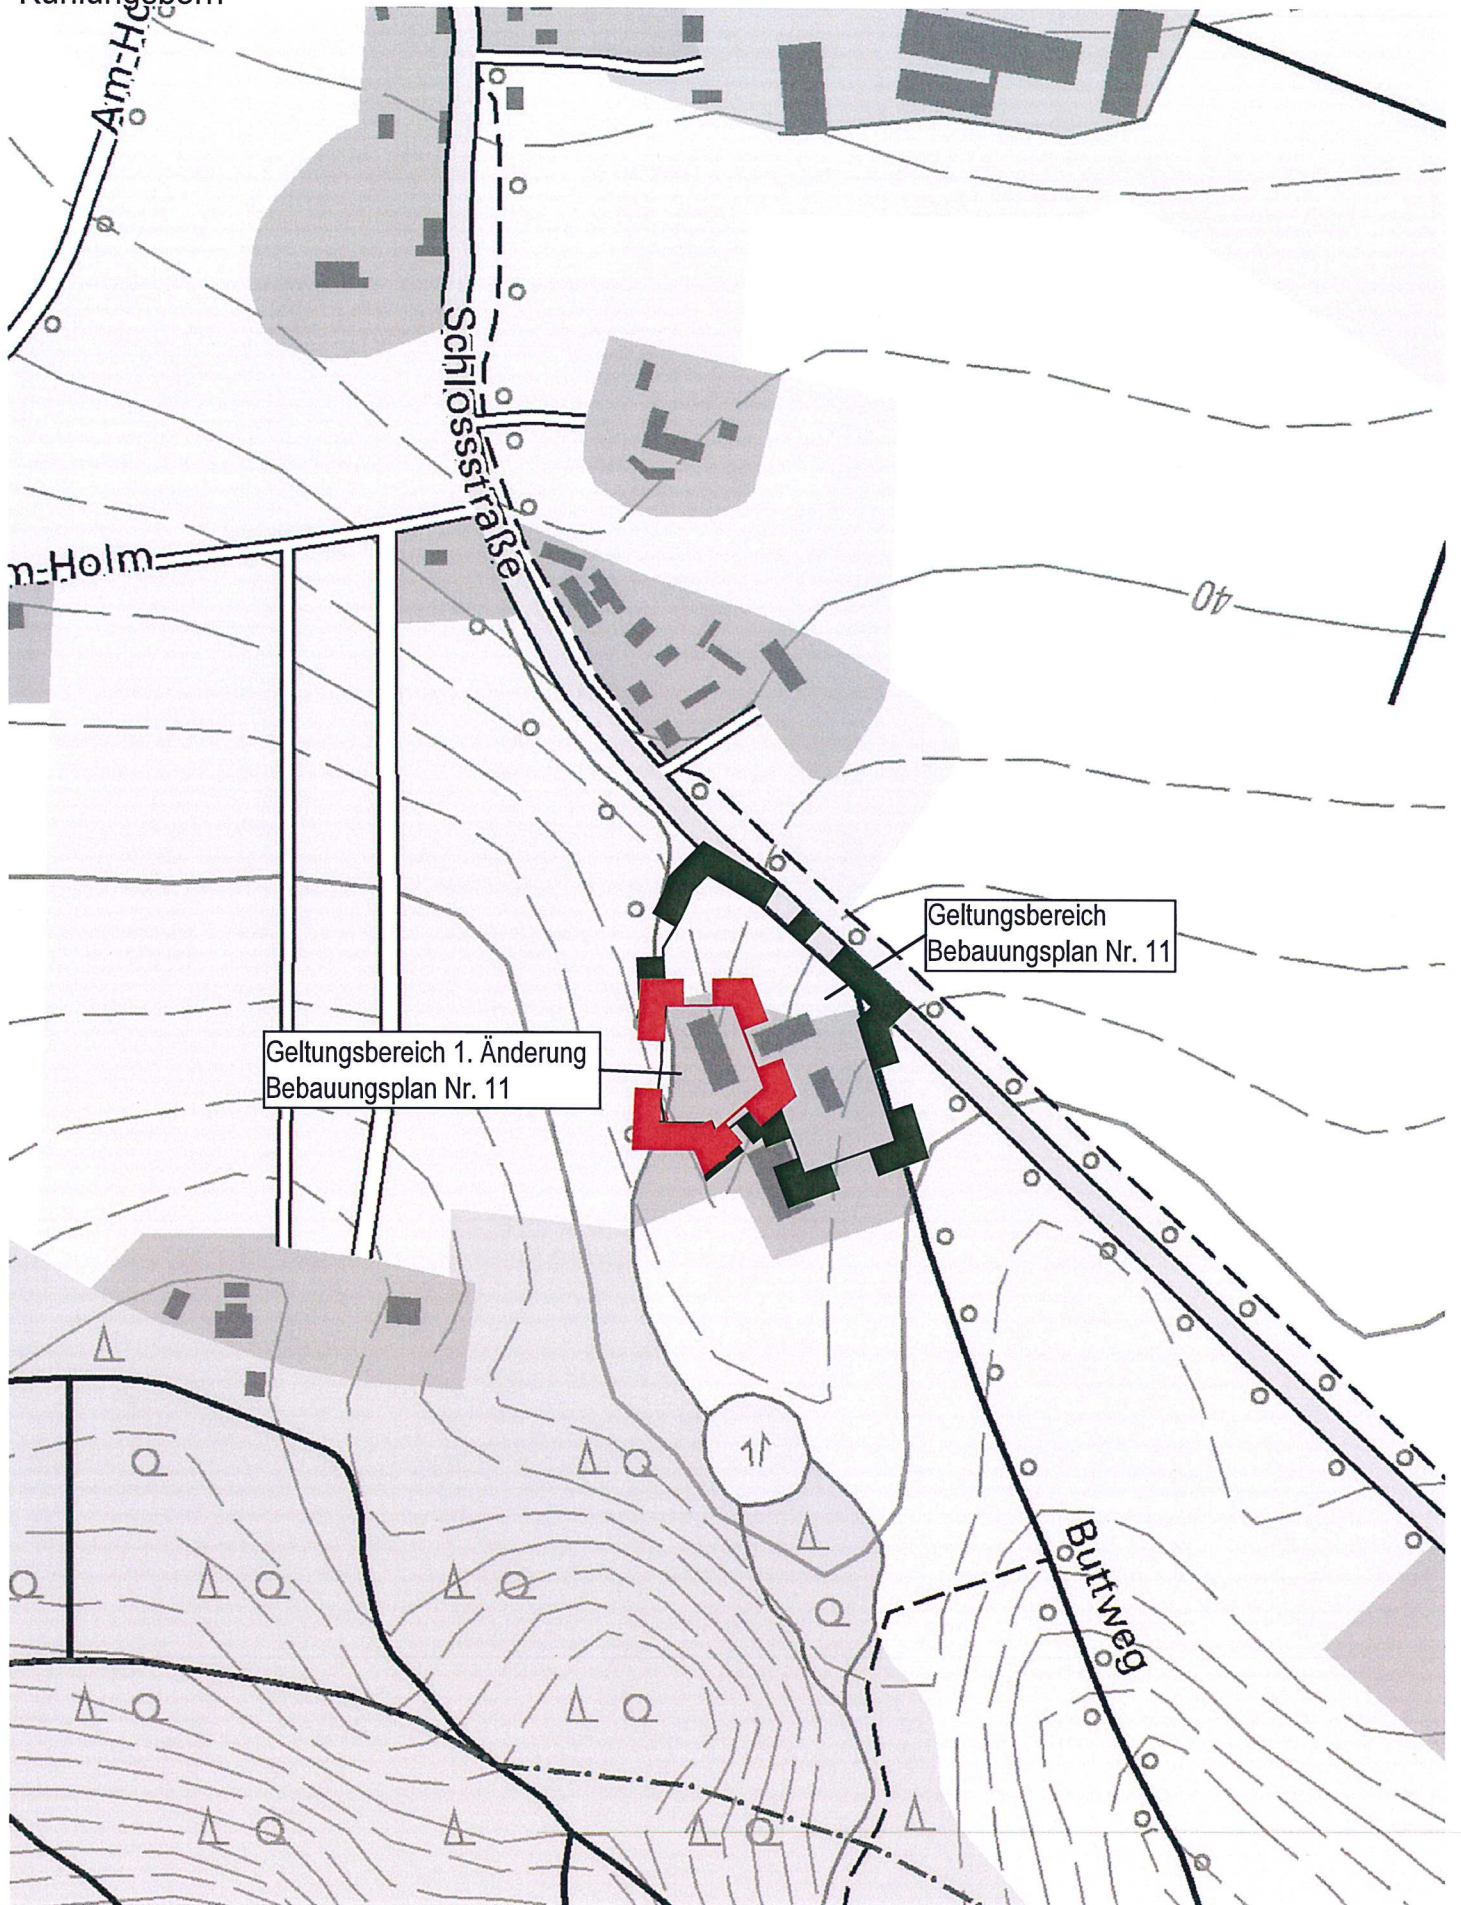 Am-Ho
Schlossstraße
m-Holm
40
Geltungsbereich
Bebauungsplan Nr. 11
Geltungsbereich 1. Änderung
Bebauungsplan Nr. 11
Buttweg